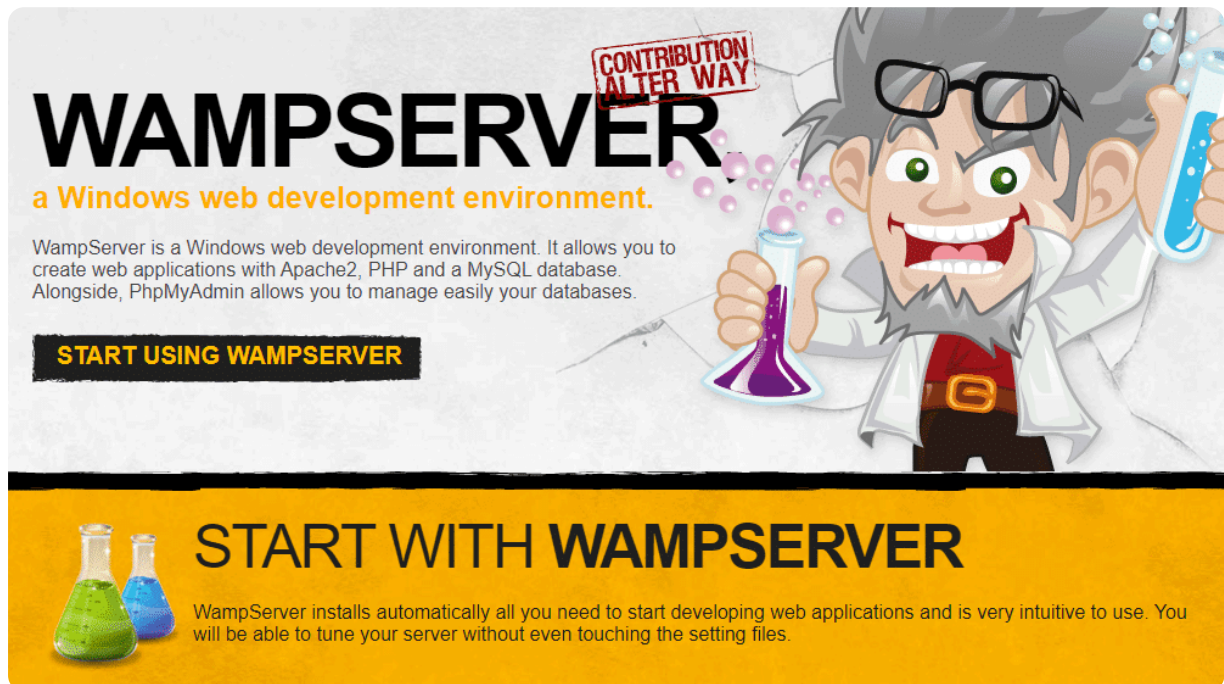 CONTRIBUTION
ALTER WAY
WAMPSERVER
a Windows web development environment.
WampServer is a Windows web development environment. It allows you to
create web applications with Apache2, PHP and a MySQL database.
Alongside, PhpMyAdmin allows you to manage easily your databases.
START USING WAMPSERVER
START WITH WAMPSERVER
WampServer installs automatically all you need to start developing web applications and is very intuitive to use. You
will be able to tune your server without even touching the setting files.